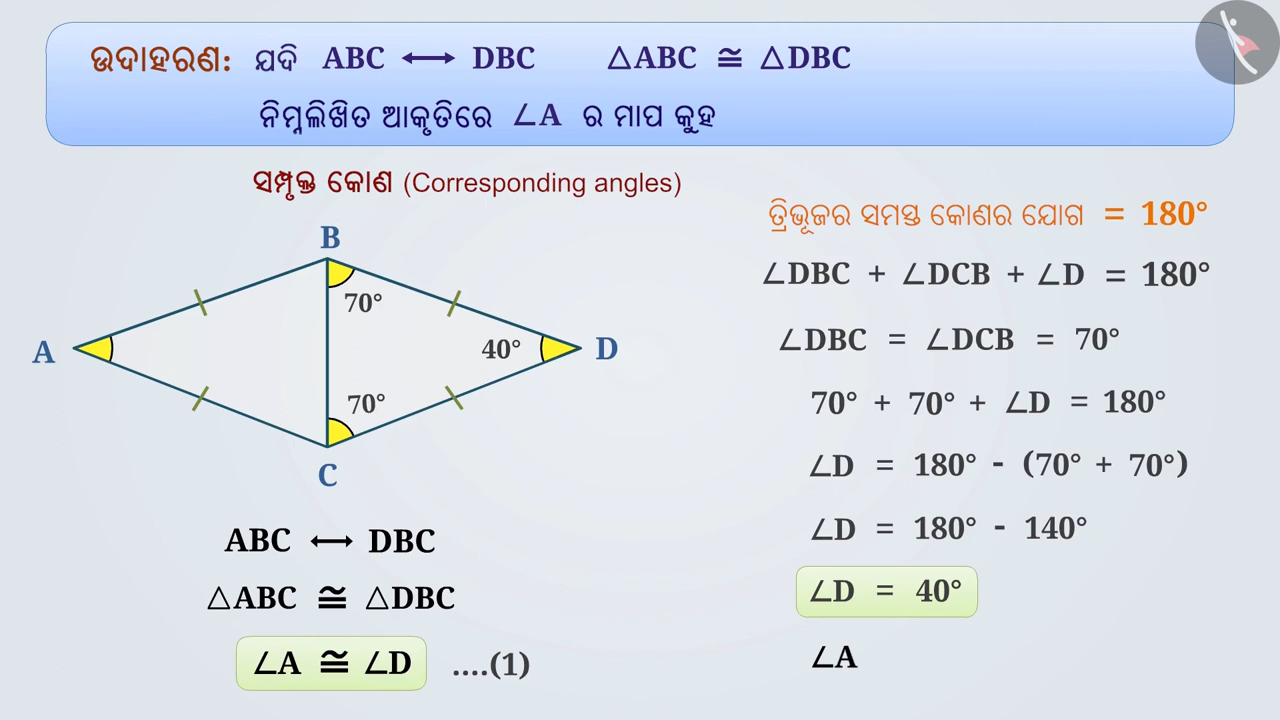 ଉଦାହରଣ: ଯଦି ABC ⟷ DBC △ABC ≅ △DBC
ନିମ୍ନଲିଖିତ ଆକୃତିରେ ∠A ର ମାପ କୁହ
ସମ୍ପୃକ୍ତ କୋଣ (Corresponding angles)
B
70°
A
40°
D
70°
C
ABC ⟷ DBC
△ABC ≅ △DBC
∠A ≅ ∠D ....(1)
ତ୍ରିଭୂଜର ସମସ୍ତ କୋଣର ଯୋଗ = 180°
∠DBC + ∠DCB + ∠D = 180°
∠DBC = ∠DCB = 70°
70° + 70° + ∠D = 180°
∠D = 180° - (70° + 70°)
∠D = 180° - 140°
∠D = 40°
∠A